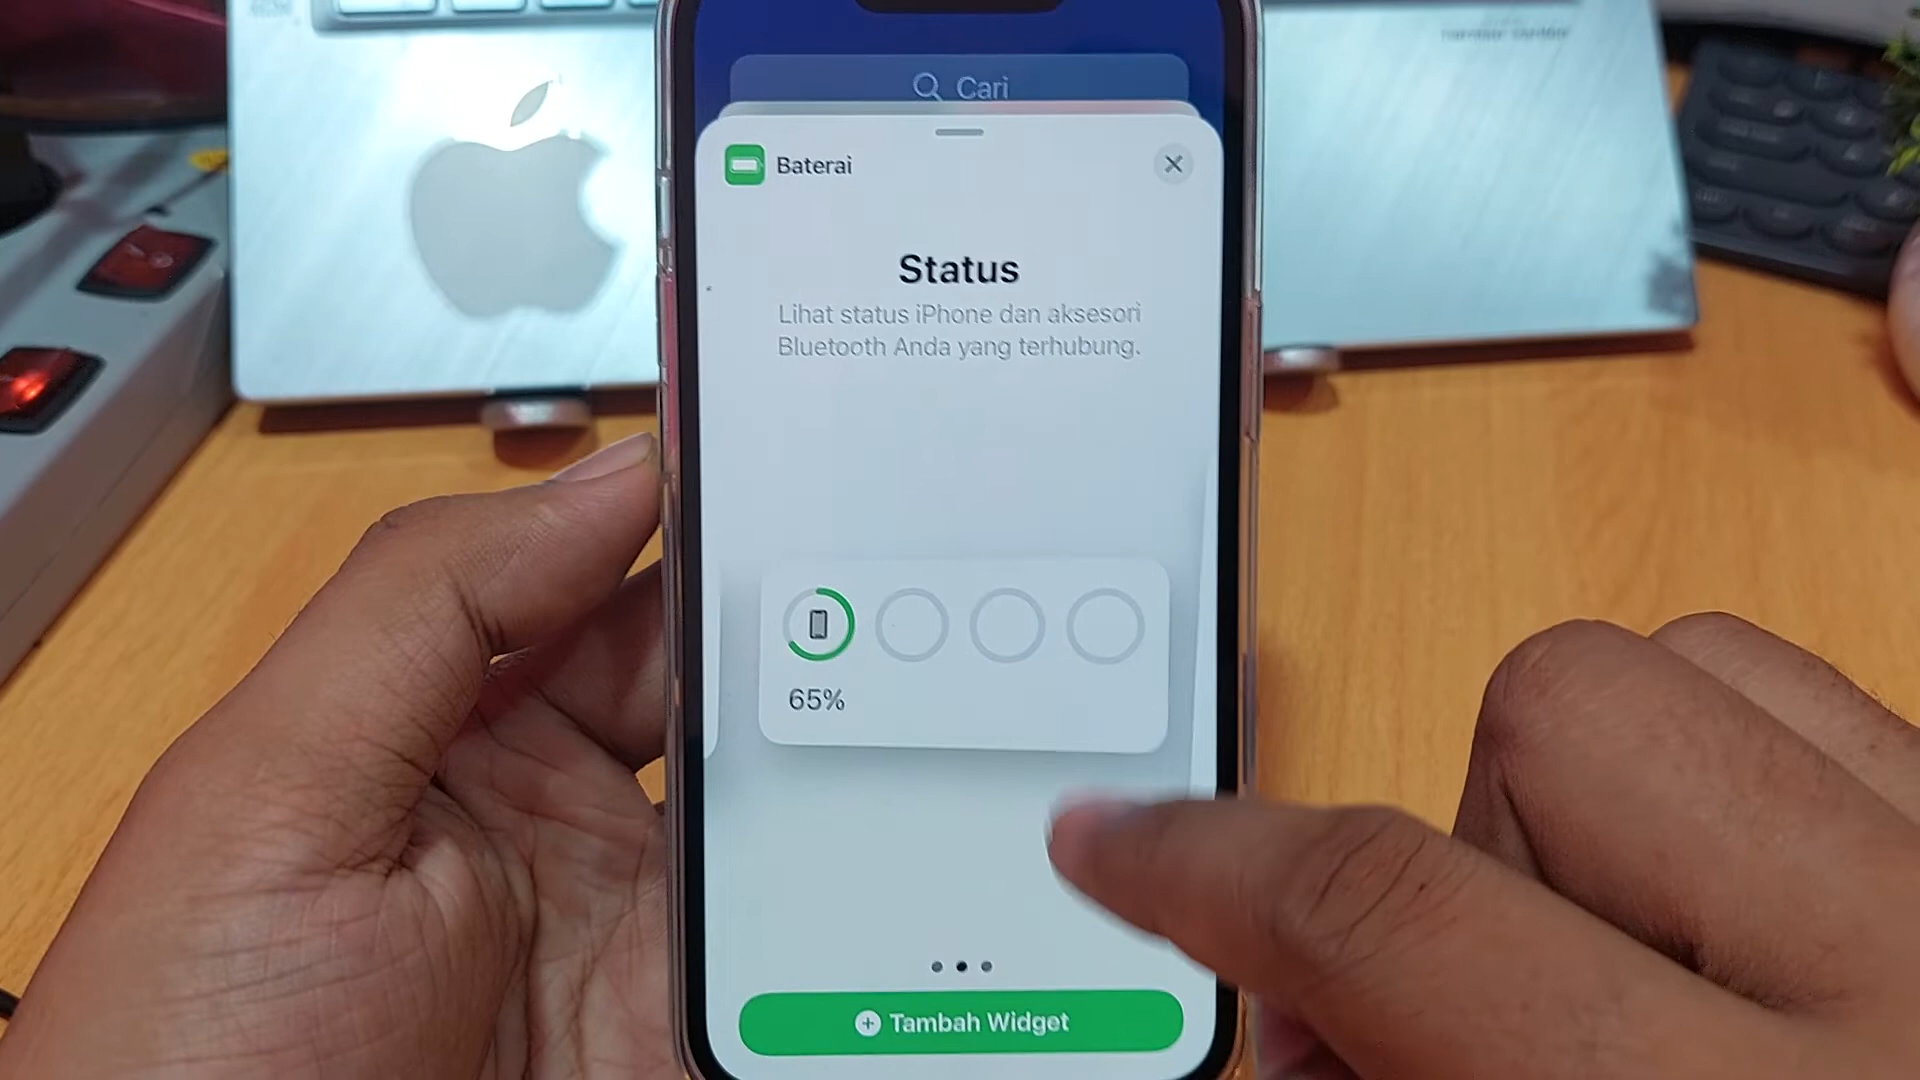 Cari
Baterai
Status
Lihat status iPhone dan aksesori
Bluetooth Anda yang terhubung.
65%
Tambah Widget